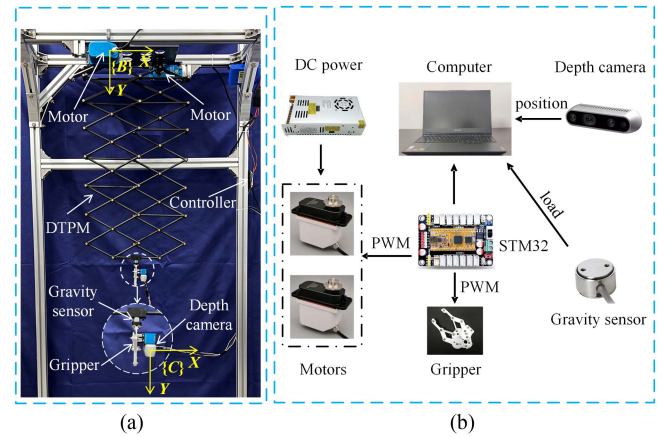 X
{B}
Motor
Y
Motor
DTPM
Controller
Gravity
sensor
Depth
camera
Gripper
{C}
X
Y
(a)
DC power
Computer
Depth camera
position
load
PWM
STM32
PWM
Gravity sensor
Motors
Gripper
(b)